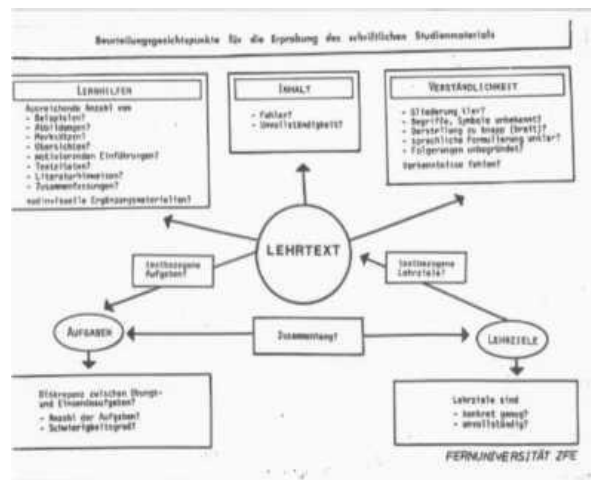 Beurteilungsgesichtspunkte für die Erprobung des schriftlichen Studienmaterials
LERNHILFEN
Ausreichende Anzahl von
- Beispielen?
- Abbildungen?
- Merksätzen?
- Übersichten?
- motivierenden Einführungen?
- Textzitaten?
- Literaturhinweisen?
- Zusammenfassungen?
audiovisuelle Ergänzungsmaterialien?
INHALT
- Fehler?
- Unvollständigkeit?
VERSTÄNDLICHKEIT
- Gliederung klar?
- Begriffe, Symbole unbekannt?
- Darstellung zu knapp (breit)?
- sprachliche Formulierung unklar?
- Folgerungen unbegründet?
Vorkenntnisse fehlen?
LEHRTEXT
textbezogene
Aufgaben?
textbezogene
Lehrziele?
AUFGABEN
Zusammenhang?
LEHRZIELE
Diskrepanz zwischen Übungs-
und Einsendeaufgaben?
- Anzahl der Aufgaben?
- Schwierigkeitsgrad?
Lehrziele sind
- konkret genug?
- unvollständig?
FERNUNIVERSITÄT ZFE